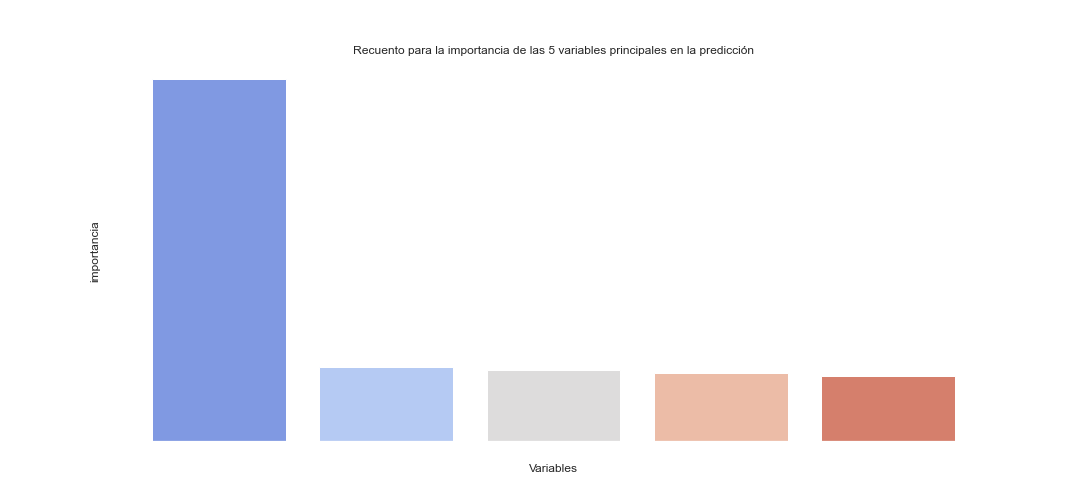 Recuento para la importancia de las 5 variables principales en la predicción
importancia
Variables